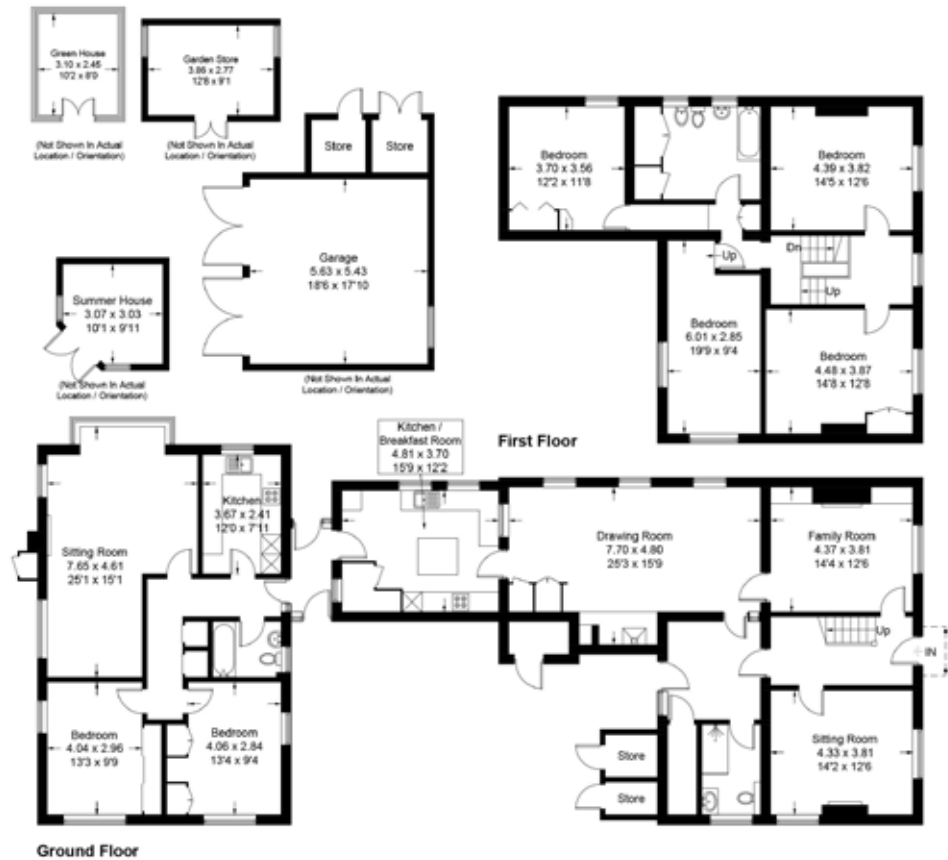 Green House
3.10 x 2.46
10'2 x 8'0
(Not Shown In Actual
Location / Orientation)
Garden Store
3.86 x 2.77
12'8 x 9'1
(Not Shown In Actual
Location / Orientation)
Store
Store
Garage
5.63 x 5.43
18'6 x 17'10
(Not Shown In Actual
Location / Orientation)
Summer House
3.07 x 3.03
10'1 x 9'11
(Not Shown In Actual
Location / Orientation)
Bedroom
3.70 x 3.56
12'2 x 11'8
Bedroom
4.39 x 3.82
14'5 x 12'6
Dn
Up
Up
Bedroom
6.01 x 2.85
19'9 x 9'4
Bedroom
4.48 x 3.87
14'8 x 12'8
First Floor
Kitchen /
Breakfast Room
4.81 x 3.70
15'9 x 12'2
Kitchen
3.67 x 2.41
12'0 x 7'11
Sitting Room
7.65 x 4.61
25'1 x 15'1
Drawing Room
7.70 x 4.80
25'3 x 15'9
Family Room
4.37 x 3.81
14'4 x 12'6
Up
IN
Bedroom
4.04 x 2.96
13'3 x 9'9
Bedroom
4.06 x 2.84
13'4 x 9'4
Store
Store
Sitting Room
4.33 x 3.81
14'2 x 12'6
Ground Floor